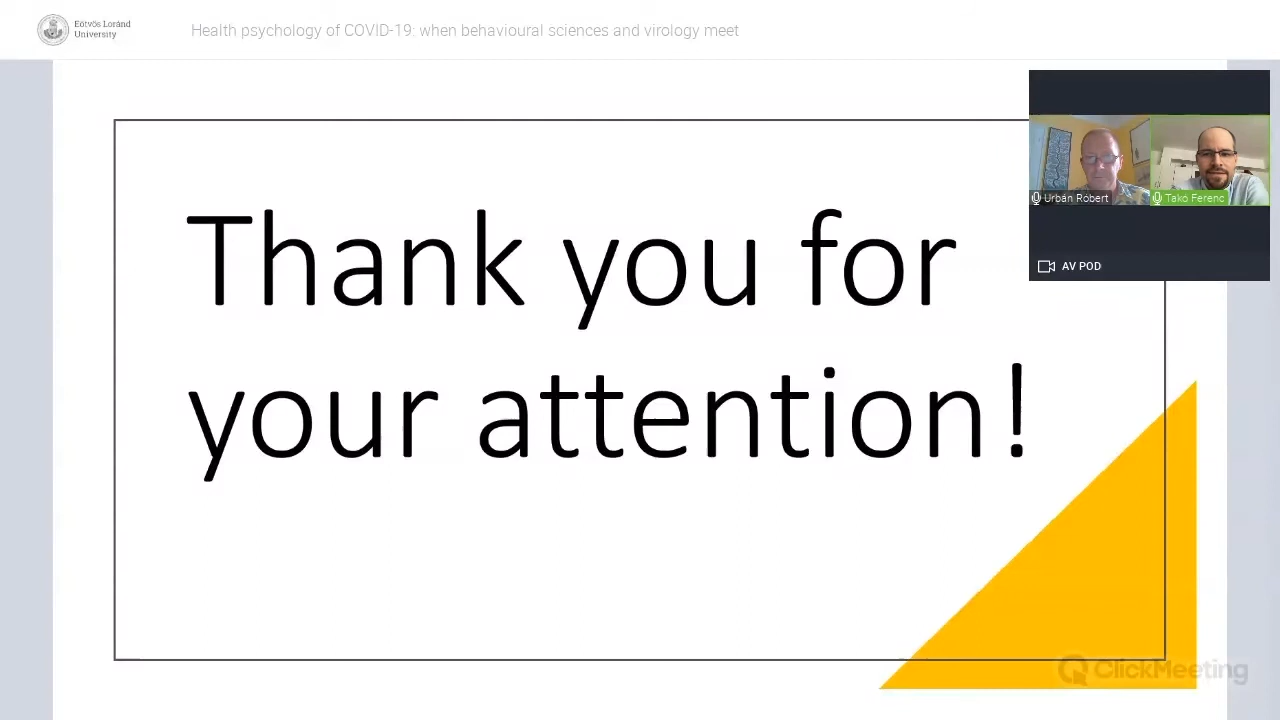 Eötvös Loránd
University
Health psychology of COVID-19: when behavioural sciences and virology meet
Urbán Róbert
Takó Ferenc
AV POD
Thank you for
your attention!
ClickMeeting